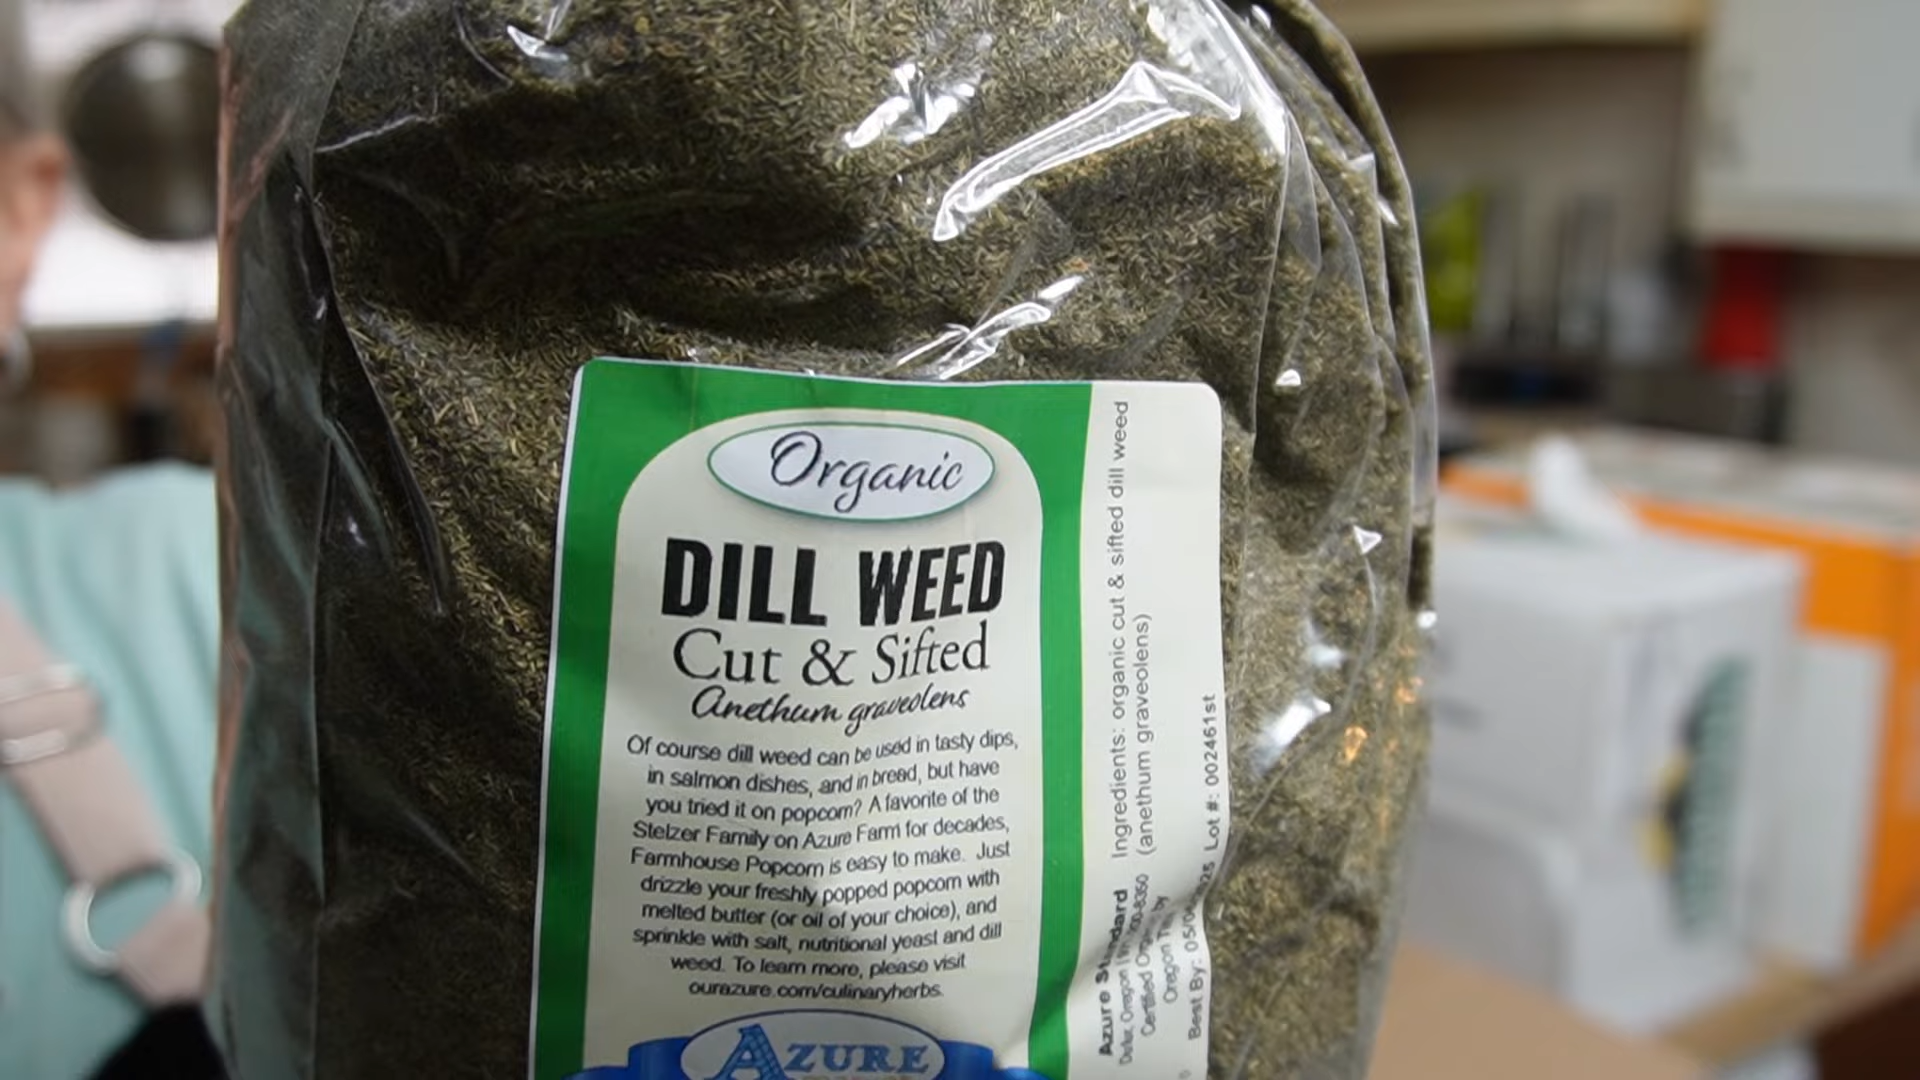 Organic
DILL WEED
Cut & Sifted
Anethum graveolens
Of course dill weed can be used in tasty dips,
in salmon dishes, and in bread, but have
you tried it on popcorn? A favorite of the
Stelzer Family on Azure Farm for decades,
Farmhouse Popcorn is easy to make. Just
drizzle your freshly popped popcorn with
melted butter (or oil of your choice), and
sprinkle with salt, nutritional yeast and dill
weed. To learn more, please visit
ourazure.com/culinaryherbs.
AZURE
Ingredients: organic cut & sifted dill weed
(anethum graveolens)
Azure Standard
Dufur, Oregon
Certified
Oregon Tilth by
Best By: Lot #: 002461st